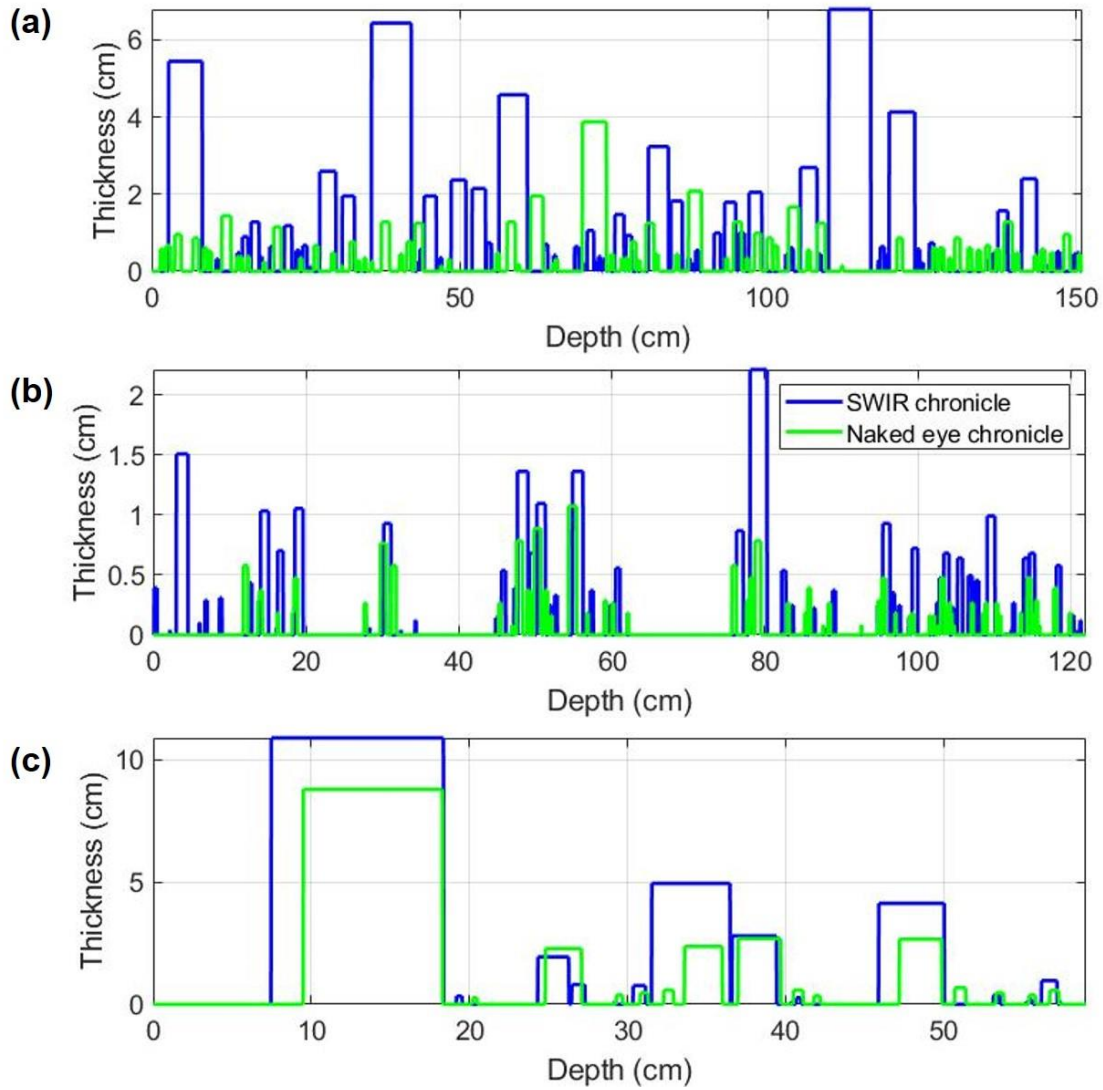 (a)
Thickness (cm)
6
4
2
0
0 50 100 150
Depth (cm)
(b)
Thickness (cm)
2
1.5
1
0.5
0
SWIR chronicle
Naked eye chronicle
0 20 40 60 80 100 120
Depth (cm)
(c)
Thickness (cm)
10
5
0
0 10 20 30 40 50
Depth (cm)